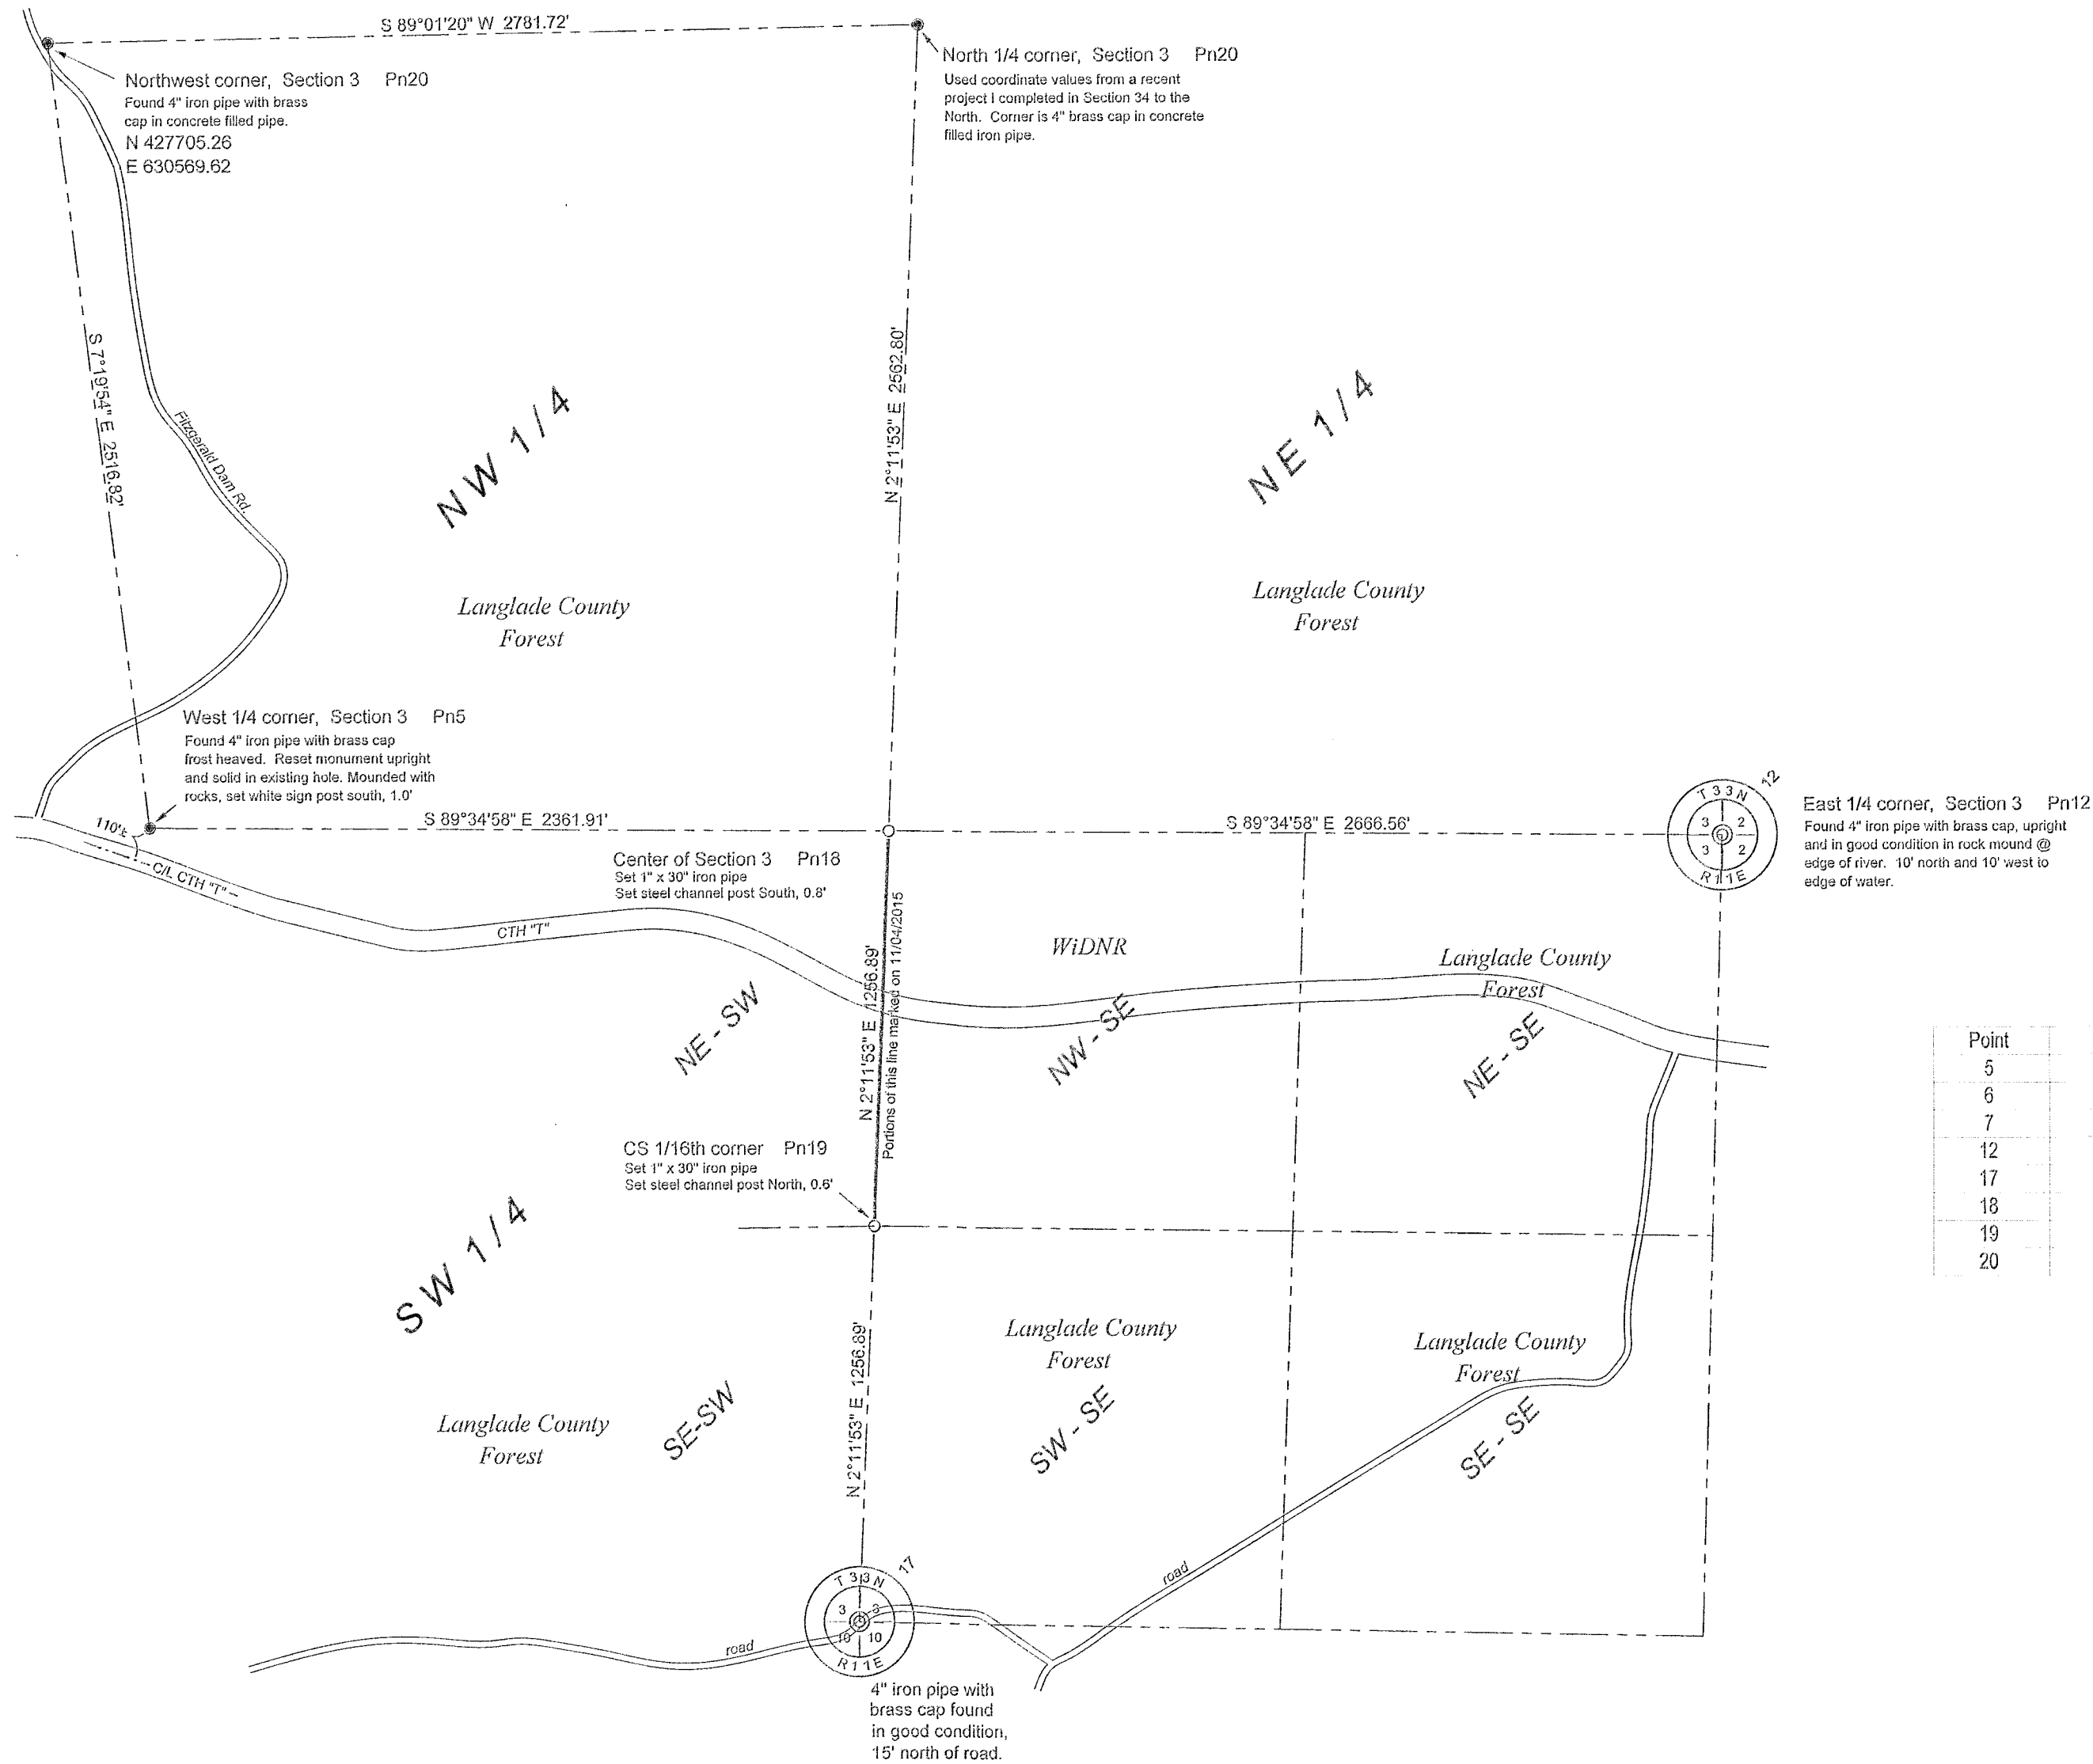 S 89°01'20" W  2781.72'
North 1/4 corner,  Section 3    Pn20
Used coordinate values from a recent
project I completed in Section 34 to the
North.  Corner is 4" brass cap in concrete
filled iron pipe.
Northwest corner,  Section 3    Pn20
Found 4" iron pipe with brass
cap in concrete filled pipe.
N 427705.26
E 630569.62
S 7°19'54" E  2516.82'
Fitzgerald Dam Rd.
N 2°11'53" E  2562.80'
NW 1/4
NE 1/4
Langlade County
Forest
Langlade County
Forest
West 1/4 corner,  Section 3    Pn5
Found 4" iron pipe with brass cap
frost heaved.  Reset monument upright
and solid in existing hole. Mounded with
rocks, set white sign post south, 1.0'
110'±
C/L CTH "T"
S 89°34'58" E  2361.91'
S 89°34'58" E  2666.56'
12
T 33N
3 2
3 2
R11E
East 1/4 corner,  Section 3    Pn12
Found 4" iron pipe with brass cap, upright
and in good condition in rock mound @
edge of river.  10' north and 10' west to
edge of water.
Center of Section 3    Pn18
Set 1" x 30" iron pipe
Set steel channel post South, 0.8'
CTH "T"
N 2°11'53" E  1256.89'
Portions of this line marked on 11/04/2015
WiDNR
Langlade County
Forest
NE - SW
NW - SE
NE - SE
Point
5
6
7
12
17
18
19
20
CS 1/16th corner    Pn19
Set 1" x 30" iron pipe
Set steel channel post North, 0.6'
SW 1/4
N 2°11'53" E  1256.89'
Langlade County
Forest
Langlade County
Forest
Langlade County
Forest
SE-SW
SW - SE
SE - SE
17
T 33N
3 3
10 10
R11E
road
road
4" iron pipe with
brass cap found
in good condition,
15' north of road.